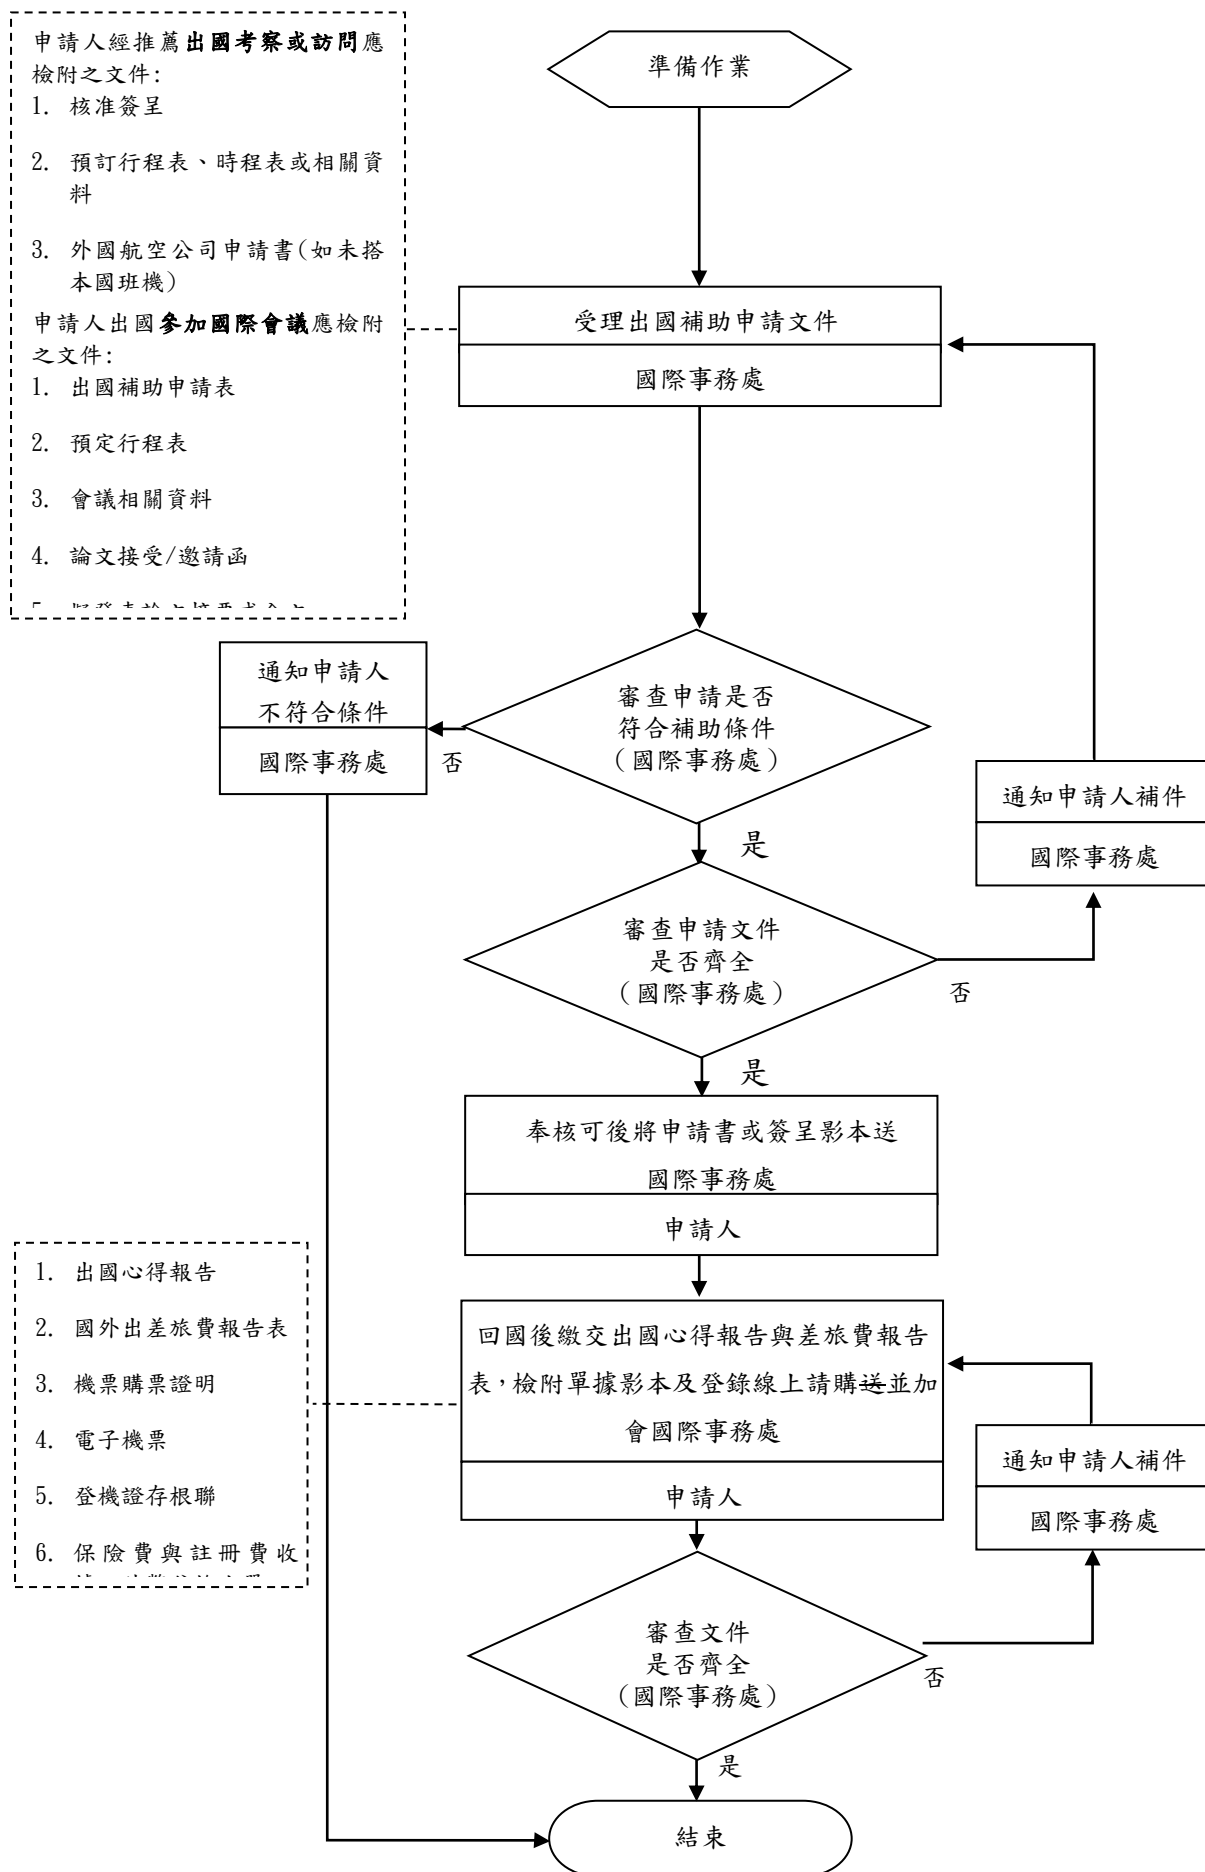 申請人經推薦出國考察或訪問應
檢附之文件:
1. 核准簽呈
2. 預訂行程表、時程表或相關資
料
3. 外國航空公司申請書(如未搭
本國班機)
申請人出國參加國際會議應檢附
之文件:
1. 出國補助申請表
2. 預定行程表
3. 會議相關資料
4. 論文接受/邀請函
準備作業
受理出國補助申請文件
國際事務處
審查申請是否
符合補助條件
(國際事務處)
否
通知申請人
不符合條件
國際事務處
是
通知申請人補件
國際事務處
審查申請文件
是否齊全
(國際事務處)
否
是
奉核可後將申請書或簽呈影本送
國際事務處
申請人
1. 出國心得報告
2. 國外出差旅費報告表
3. 機票購票證明
4. 電子機票
5. 登機證存根聯
6. 保險費與註冊費收
回國後繳交出國心得報告與差旅費報告
表,檢附單據影本及登錄線上請購送並加
會國際事務處
申請人
通知申請人補件
國際事務處
審查文件
是否齊全
(國際事務處)
否
是
結束